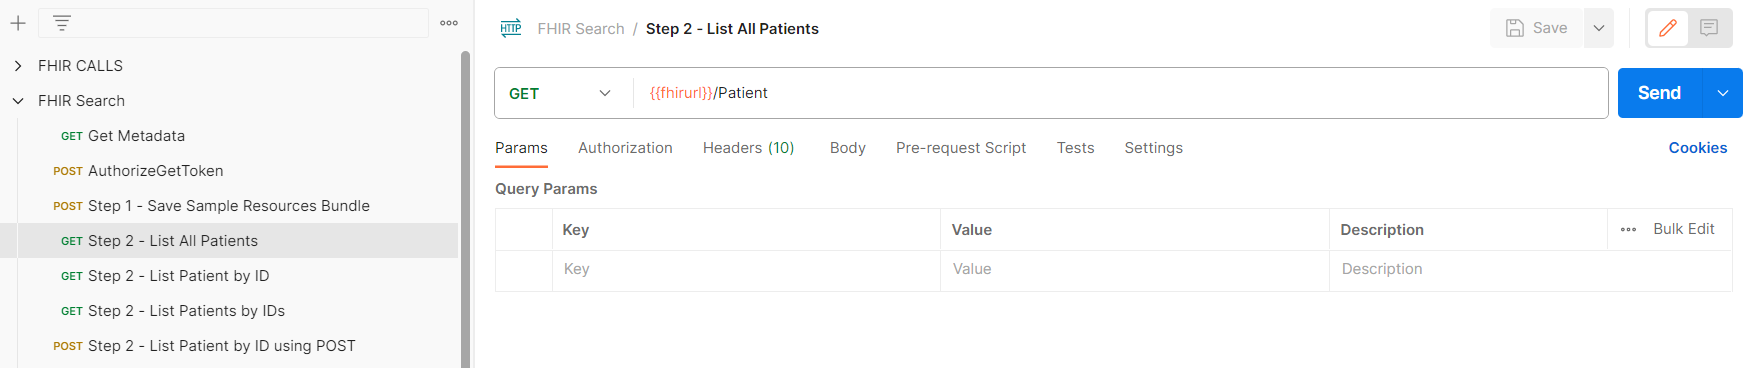 FHIR CALLS
FHIR Search
GET Get Metadata
POST AuthorizeGetToken
POST Step 1 - Save Sample Resources Bundle
GET Step 2 - List All Patients
GET Step 2 - List Patient by ID
GET Step 2 - List Patients by IDs
POST Step 2 - List Patient by ID using POST
HTTP FHIR Search / Step 2 - List All Patients Save
GET {{fhirurl}}/Patient Send
Params Authorization Headers (10) Body Pre-request Script Tests Settings Cookies
Query Params
Key Value Description Bulk Edit
Key Value Description